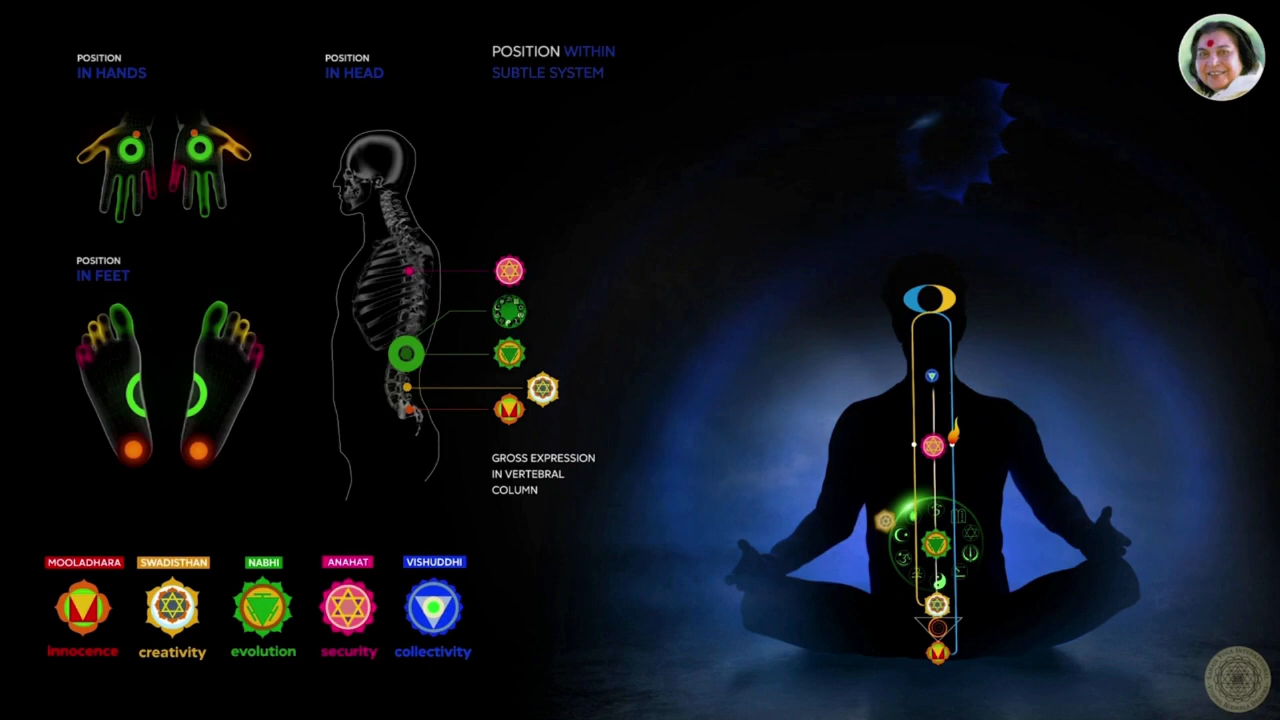 POSITION
IN HANDS
POSITION
IN HEAD
POSITION WITHIN
SUBTLE SYSTEM
POSITION
IN FEET
GROSS EXPRESSION
IN VERTEBRAL
COLUMN
MOOLADHARA
SWADISTHAN
NABHI
ANAHAT
VISHUDDHI
innocence
creativity
evolution
security
collectivity